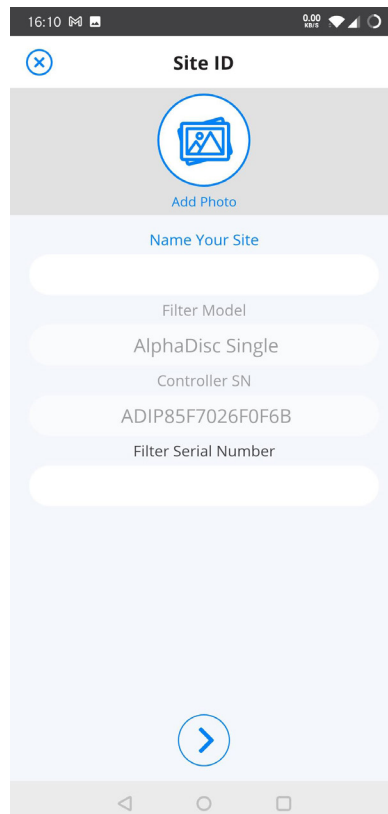 16:10
0.00
KB/S
Site ID
Add Photo
Name Your Site
Filter Model
AlphaDisc Single
Controller SN
ADIP85F7026F0F6B
Filter Serial Number